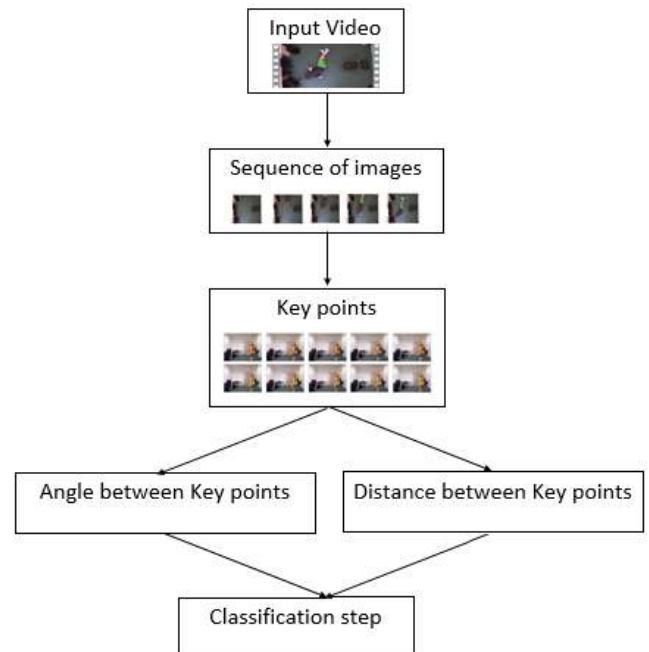 Input Video
Sequence of images
Key points
Angle between Key points
Distance between Key points
Classification step